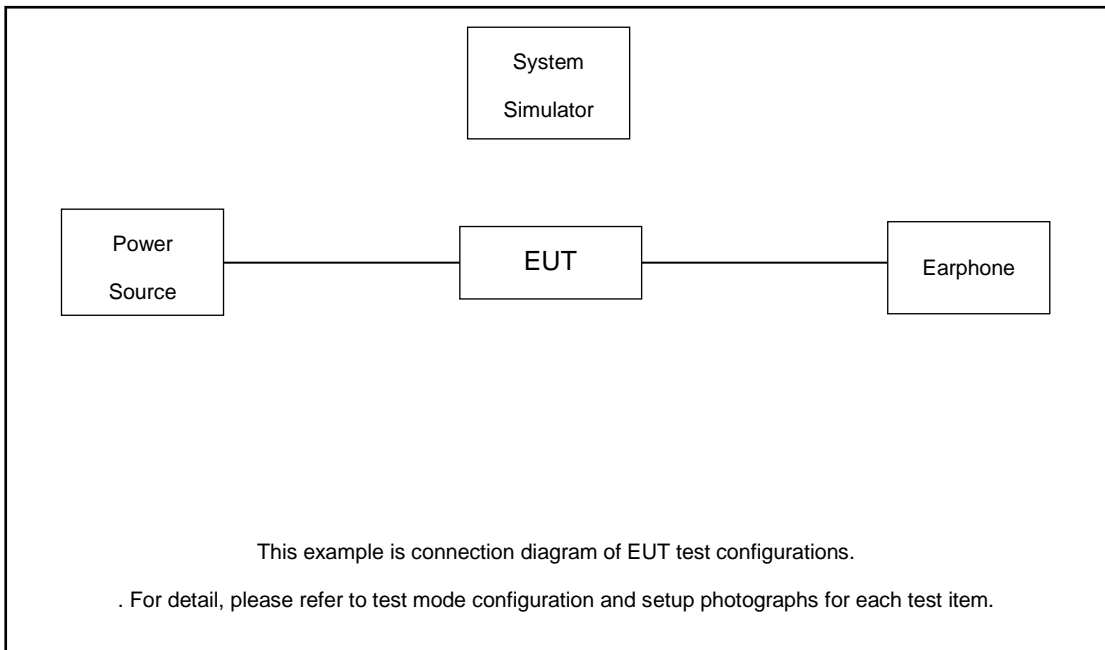 System
Simulator
Power
Source
EUT
Earphone
This example is connection diagram of EUT test configurations.
. For detail, please refer to test mode configuration and setup photographs for each test item.